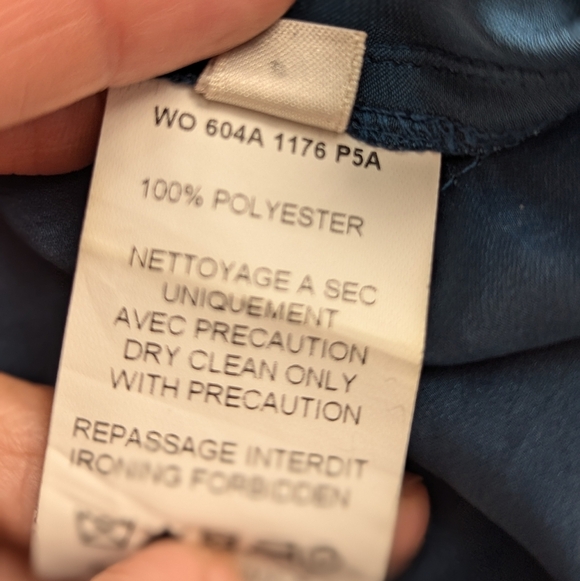 WO 604A 1176 P5A
100% POLYESTER
NETTOYAGE A SEC
UNIQUEMENT
AVEC PRECAUTION
DRY CLEAN ONLY
WITH PRECAUTION
REPASSAGE INTERDIT
IRONING FORBIDDEN